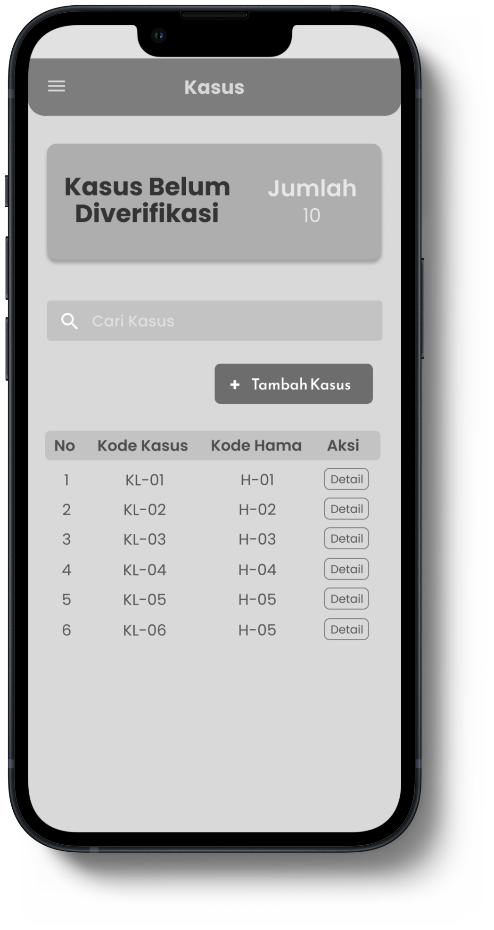 Kasus
Kasus Belum
Diverifikasi
Jumlah
10
Cari Kasus
+ Tambah Kasus
No Kode Kasus Kode Hama Aksi
1 KL-01 H-01 Detail
2 KL-02 H-02 Detail
3 KL-03 H-03 Detail
4 KL-04 H-04 Detail
5 KL-05 H-05 Detail
6 KL-06 H-05 Detail